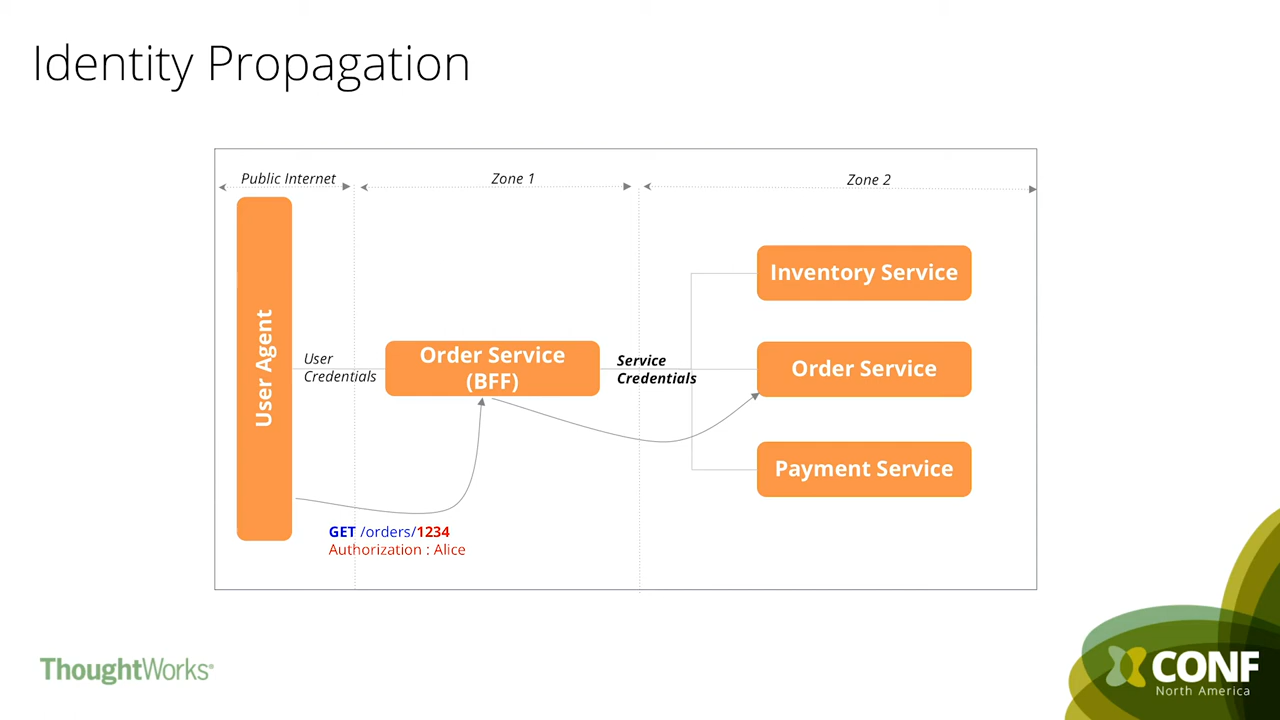 Identity Propagation
Public Internet
Zone 1
Zone 2
User Agent
User
Credentials
Order Service
(BFF)
Service
Credentials
Inventory Service
Order Service
Payment Service
GET /orders/1234
Authorization : Alice
ThoughtWorks®
XCONF
North America